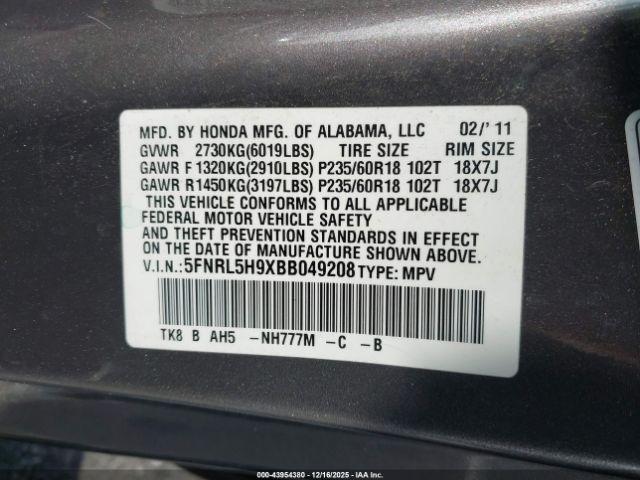 MFD. BY HONDA MFG. OF ALABAMA, LLC 02/'11
GVWR 2730KG(6019LBS) TIRE SIZE RIM SIZE
GAWR F 1320KG(2910LBS) P235/60R18 102T 18X7J
GAWR R1450KG(3197LBS) P235/60R18 102T 18X7J
THIS VEHICLE CONFORMS TO ALL APPLICABLE
FEDERAL MOTOR VEHICLE SAFETY
AND THEFT PREVENTION STANDARDS IN EFFECT
ON THE DATE OF MANUFACTURE SHOWN ABOVE.
V.I.N.: 5FNRL5H9XBB049208 TYPE: MPV
TK8 B AH5 -NH777M -C -B
000-43954380 - 12/16/2025 - IAAI.COM